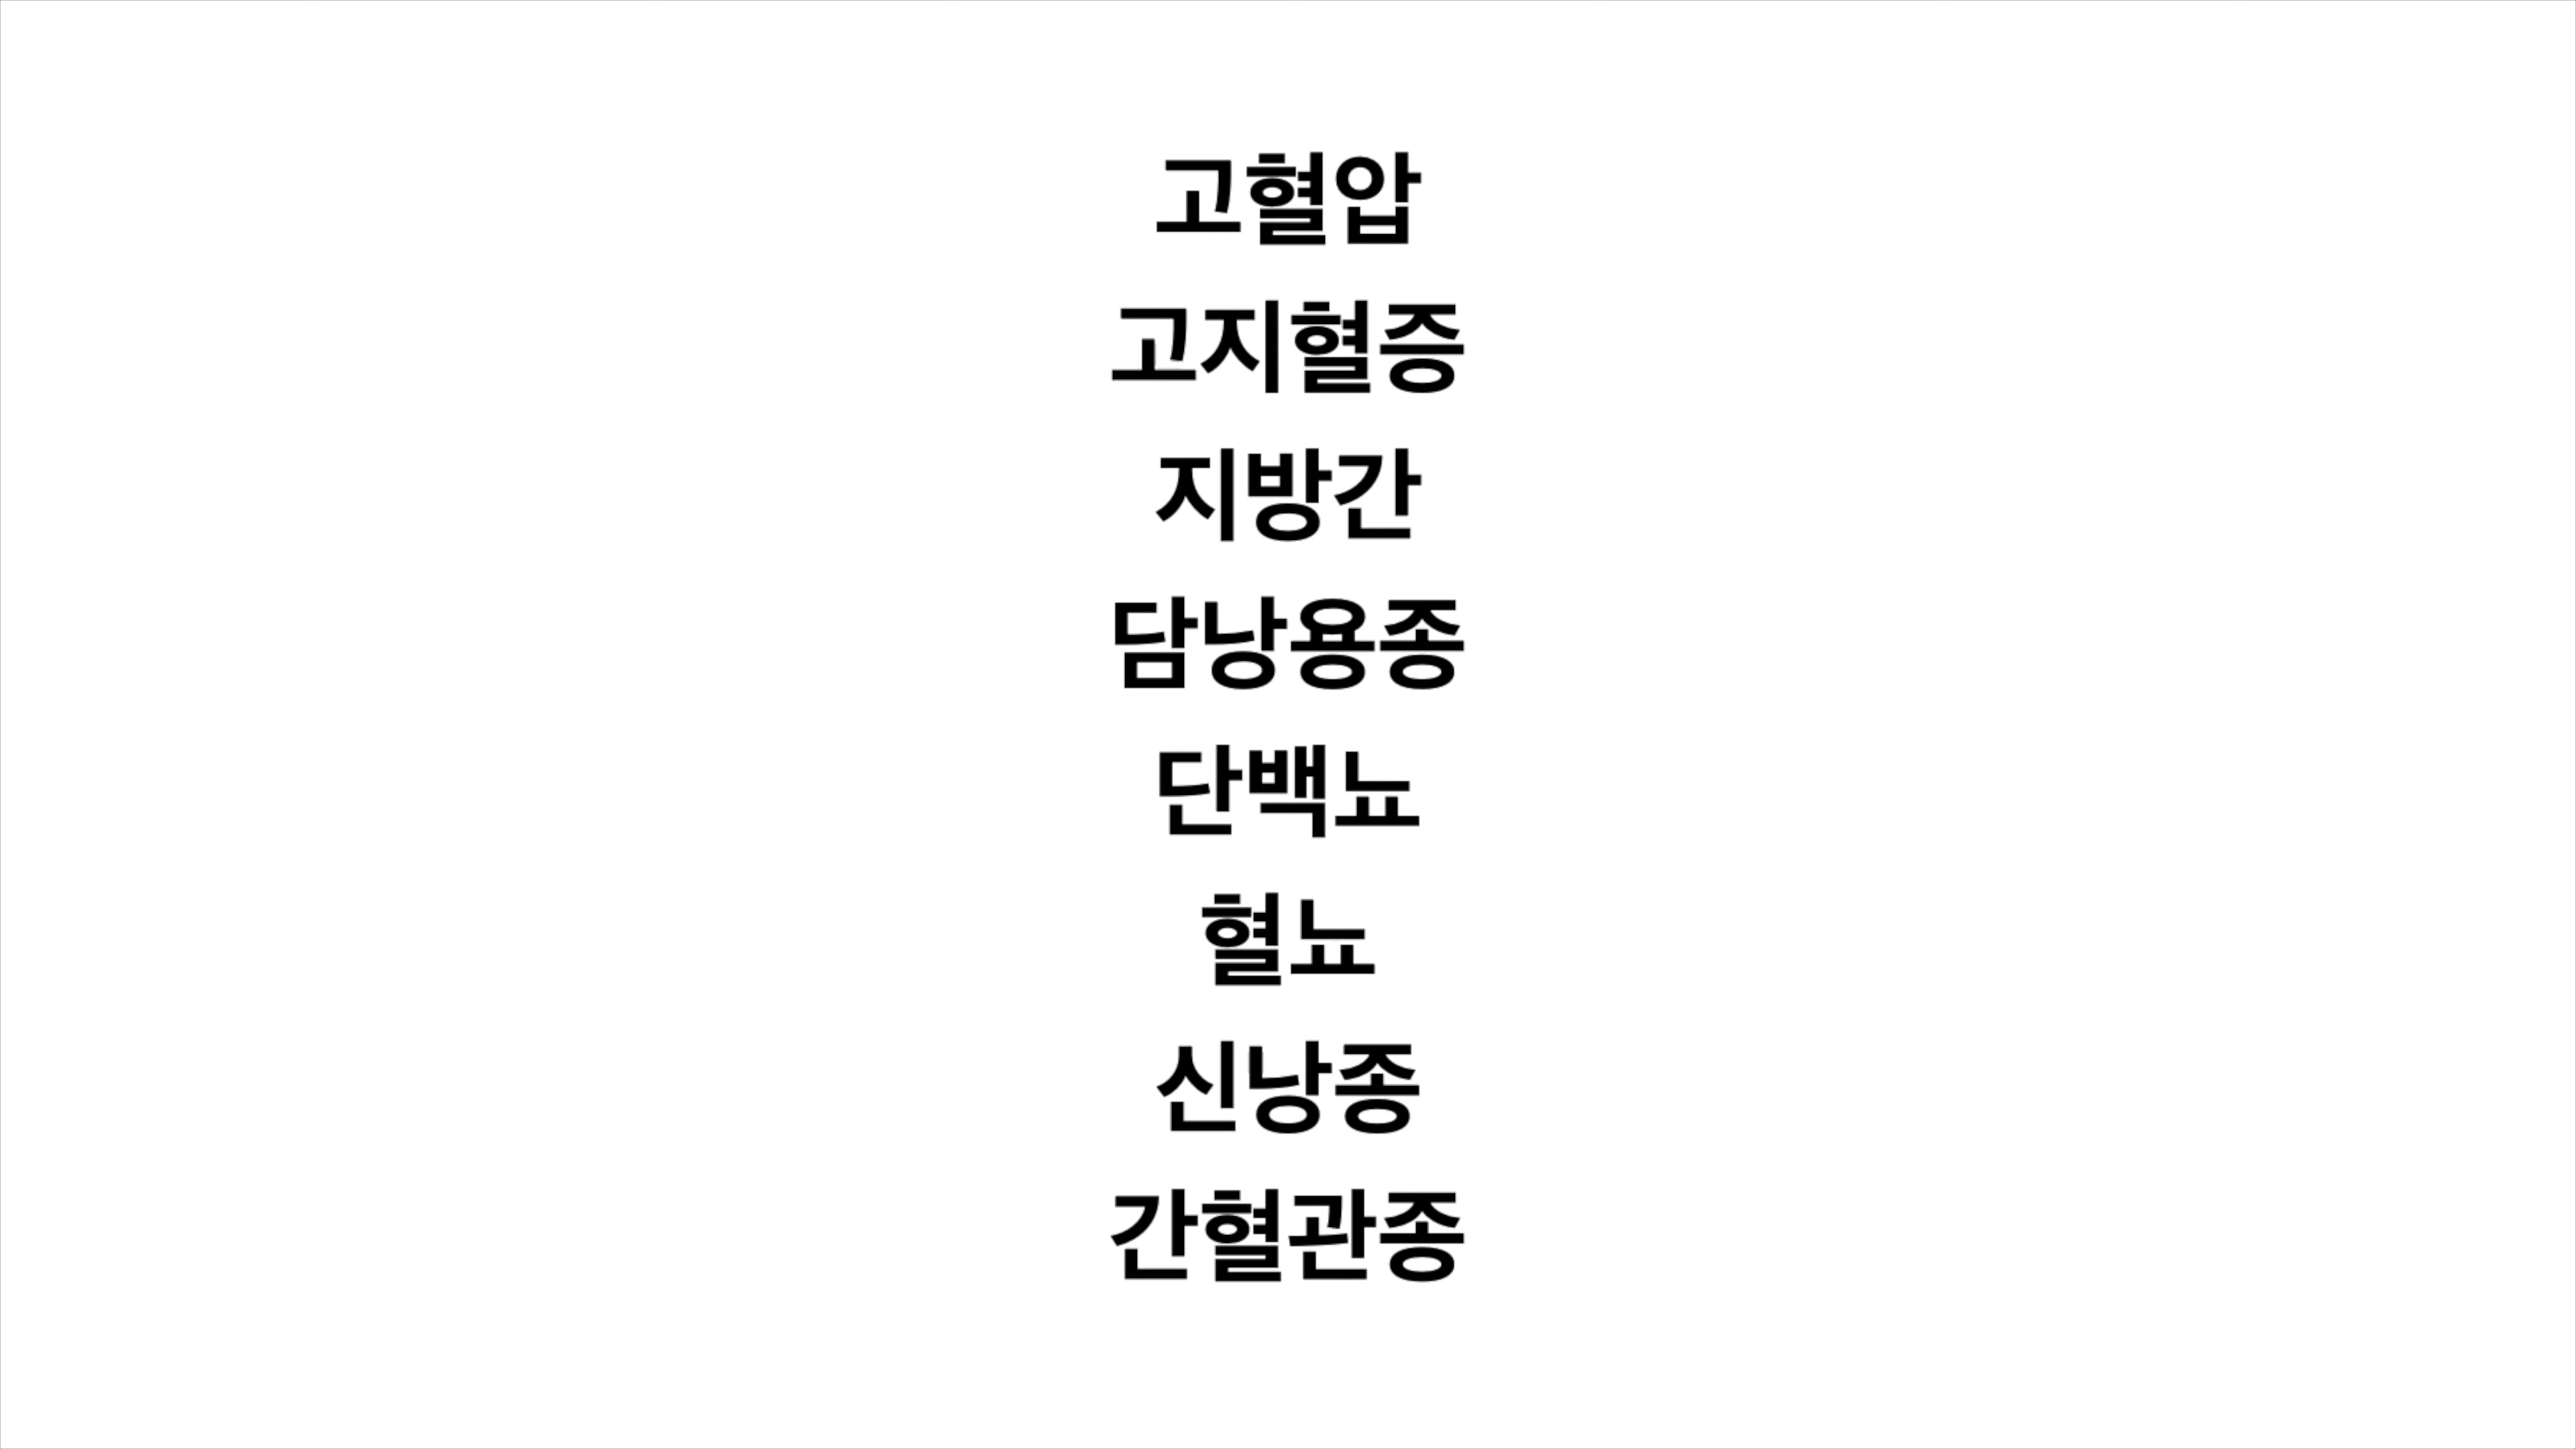 고혈압
고지혈증
지방간
담낭용종
단백뇨
혈뇨
신낭종
간혈관종